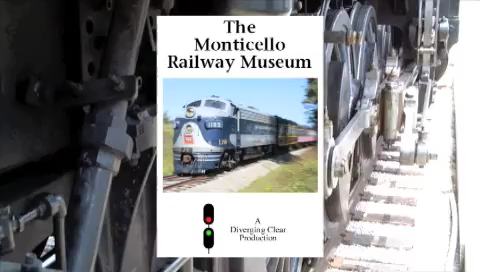 The
Monticello
Railway Museum
A
Diverging Clear
Production